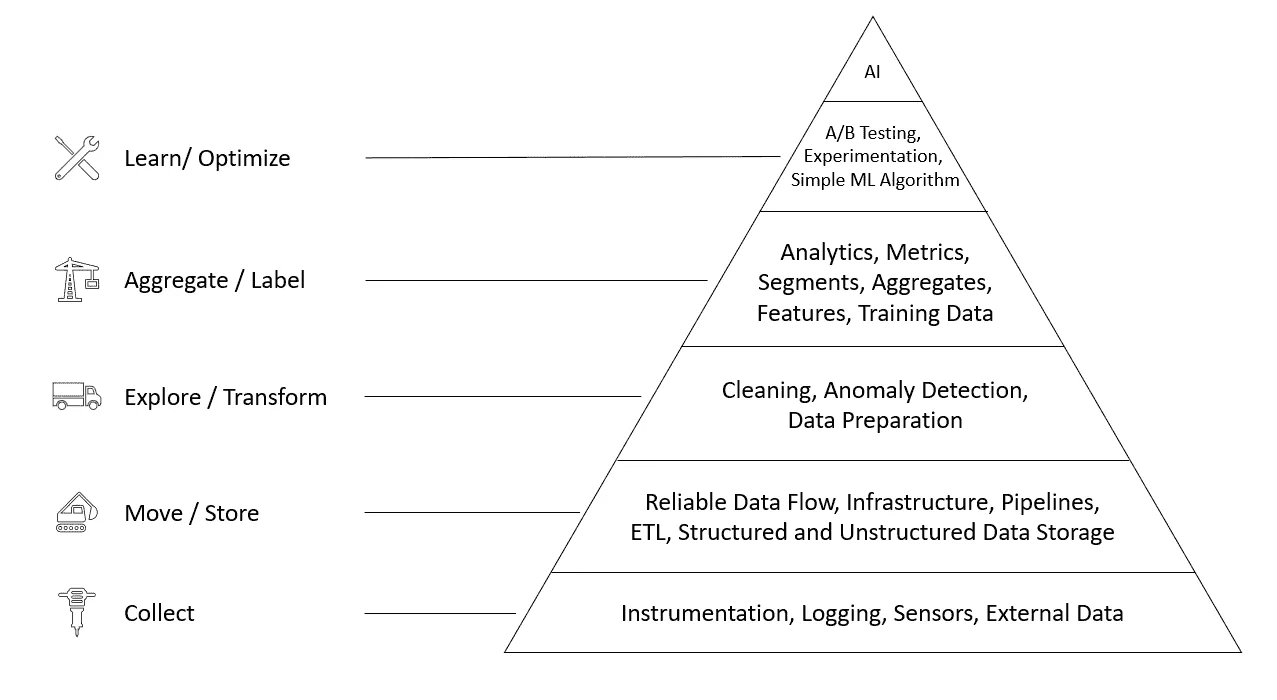 AI
Learn/ Optimize
A/B Testing,
Experimentation,
Simple ML Algorithm
Aggregate / Label
Analytics, Metrics,
Segments, Aggregates,
Features, Training Data
Explore / Transform
Cleaning, Anomaly Detection,
Data Preparation
Move / Store
Reliable Data Flow, Infrastructure, Pipelines,
ETL, Structured and Unstructured Data Storage
Collect
Instrumentation, Logging, Sensors, External Data